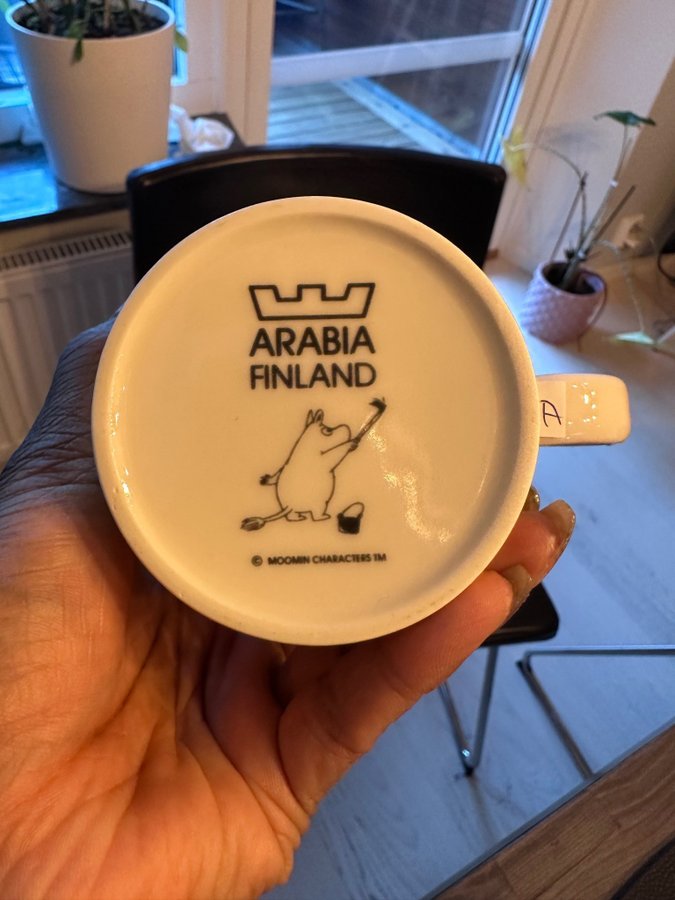 ARABIA
FINLAND
© MOOMIN CHARACTERS TM
A